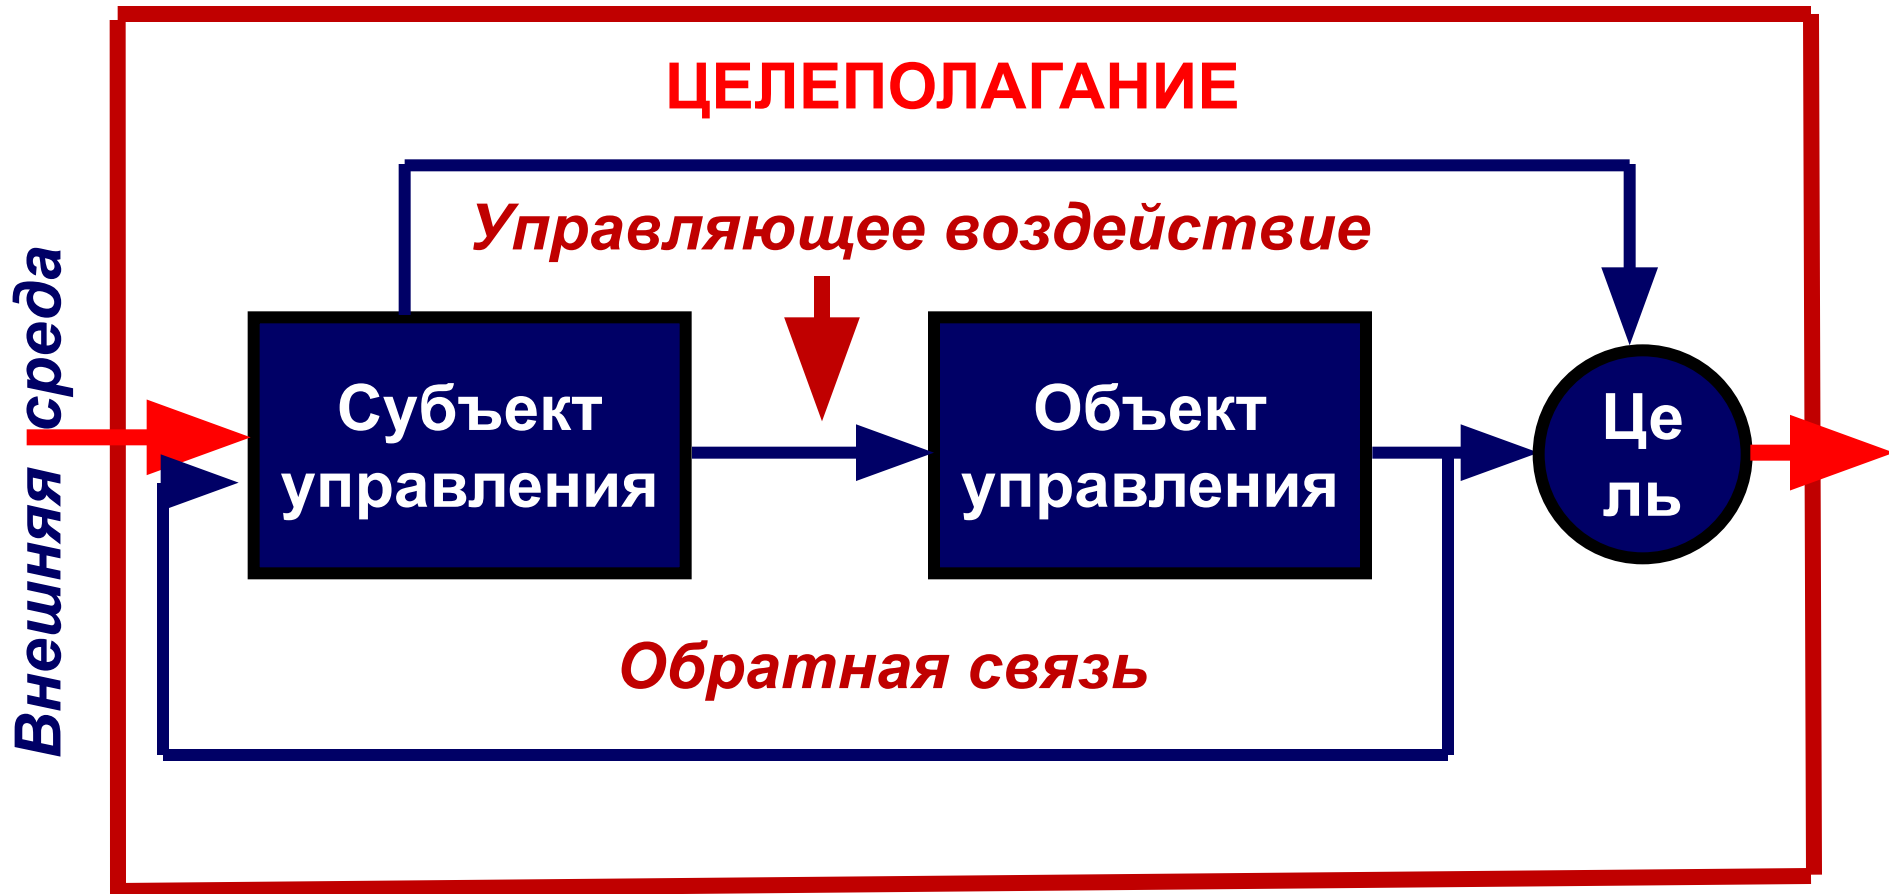 ЦЕЛЕПОЛАГАНИЕ
Управляющее воздействие
Внешняя среда
Субъект
управления
Объект
управления
Це
ль
Обратная связь